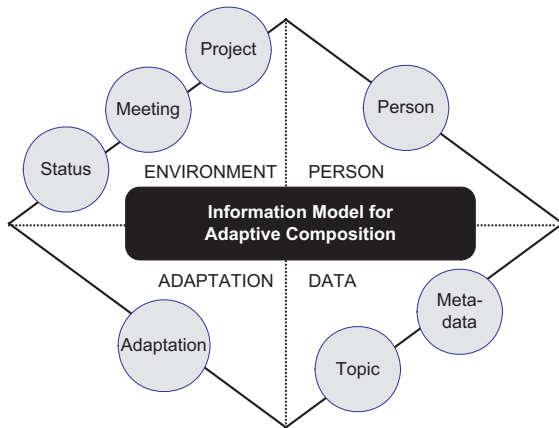 Project
Meeting
Person
Status
ENVIRONMENT
PERSON
Information Model for
Adaptive Composition
ADAPTATION
DATA
Meta-
data
Adaptation
Topic